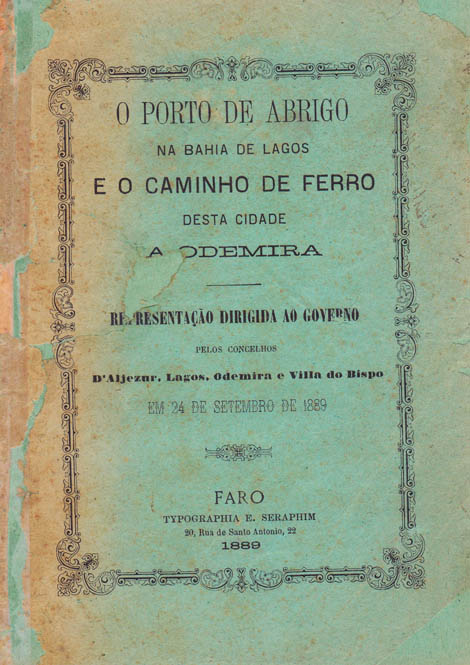 O PORTO DE ABRIGO
NA BAHIA DE LAGOS
E O CAMINHO DE FERRO
DESTA CIDADE
A ODEMIRA
REPRESENTAÇÃO DIRIGIDA AO GOVERNO
PELOS CONCELHOS
D'Aljezur, Lagos, Odemira e Villa do Bispo
EM 24 DE SETEMBRO DE 1889
FARO
TYPOGRAPHIA E. SERAPHIM
20, Rua de Santo Antonio, 22
1889